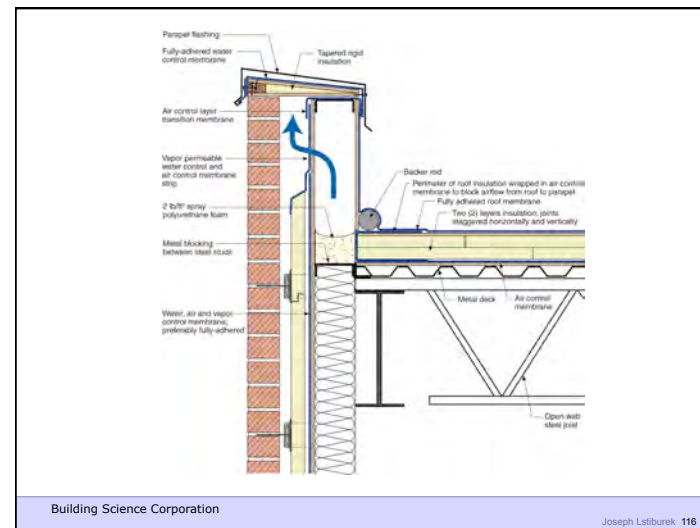 Parapet flashing
Fully-adhered water
control membrane
Tapered rigid
insulation
Air control layer
transition membrane
Vapor permeable
water control and
air control membrane
strip
2 lb/ft³ spray
polyurethane foam
Metal blocking
between steel studs
Water, air and vapor
control membrane;
preferably fully-adhered
Backer rod
Perimeter of roof insulation wrapped in air control
membrane to block airflow from roof to parapet
Fully adhered roof membrane
Two (2) layers insulation; joints
staggered horizontally and vertically
Metal deck
Air control
membrane
Open web
steel joist
Building Science Corporation
Joseph Lstiburek 116